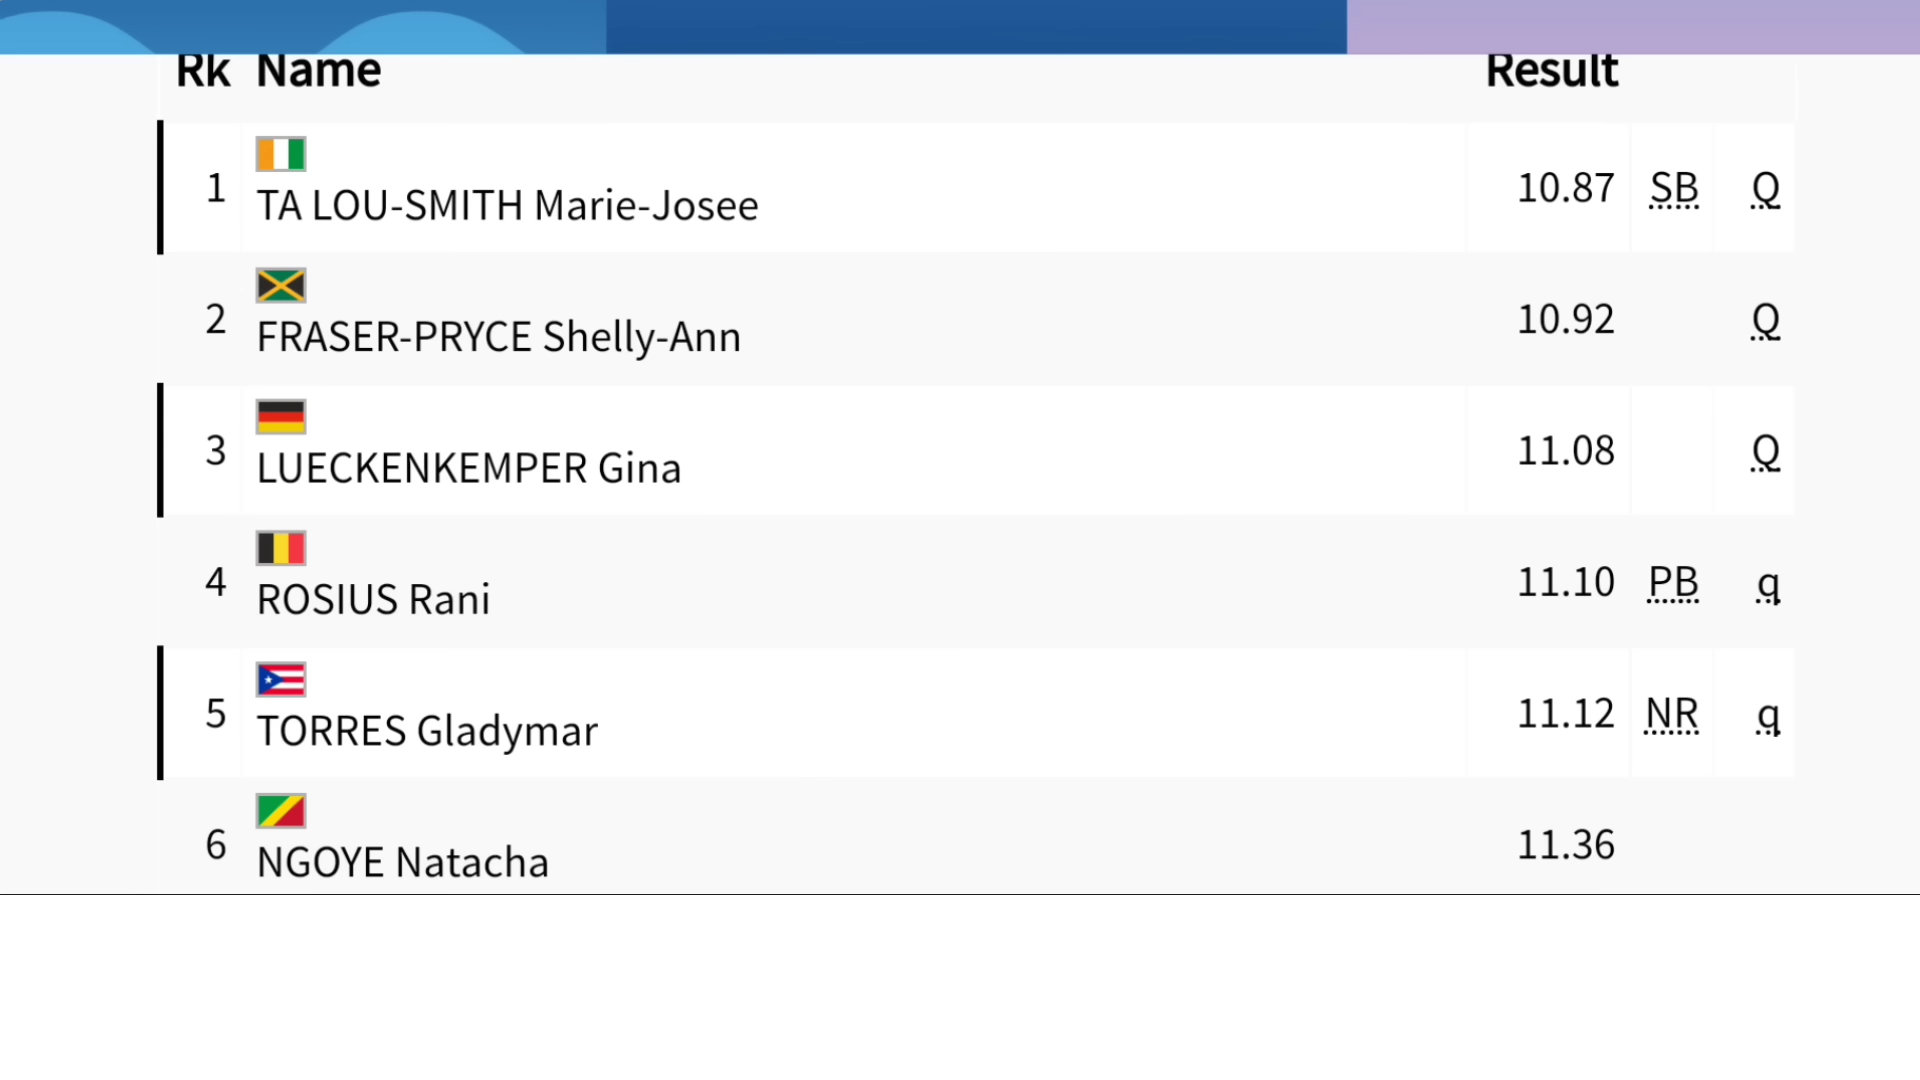 Rk Name Result
1 TA LOU-SMITH Marie-Josee 10.87 SB Q
2 FRASER-PRYCE Shelly-Ann 10.92 Q
3 LUECKENKEMPER Gina 11.08 Q
4 ROSIUS Rani 11.10 PB q
5 TORRES Gladymar 11.12 NR q
6 NGOYE Natacha 11.36